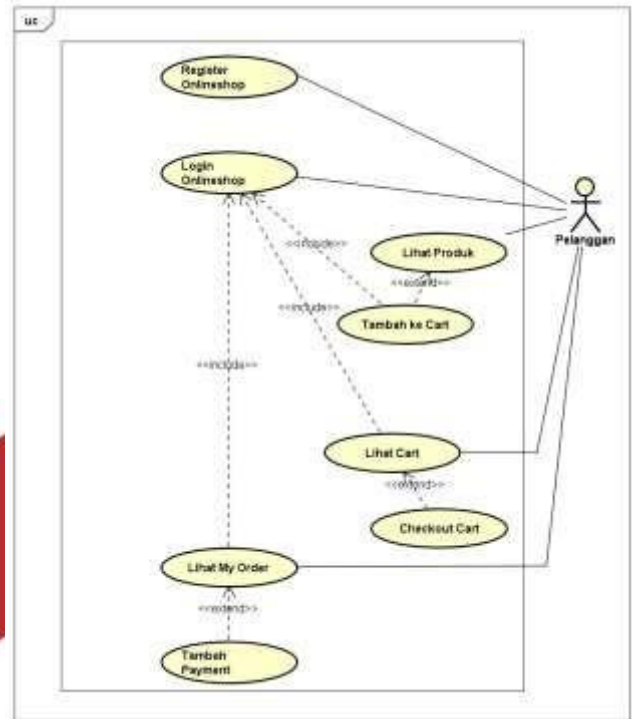 uc
Register
Onlineshop
Login
Onlineshop
Pelanggan
<<include>>
Lihat Produk
<<extend>>
<<include>>
Tambah ke Cart
<<include>>
Lihat Cart
<<extend>>
Checkout Cart
Lihat My Order
<<extend>>
Tambah
Payment